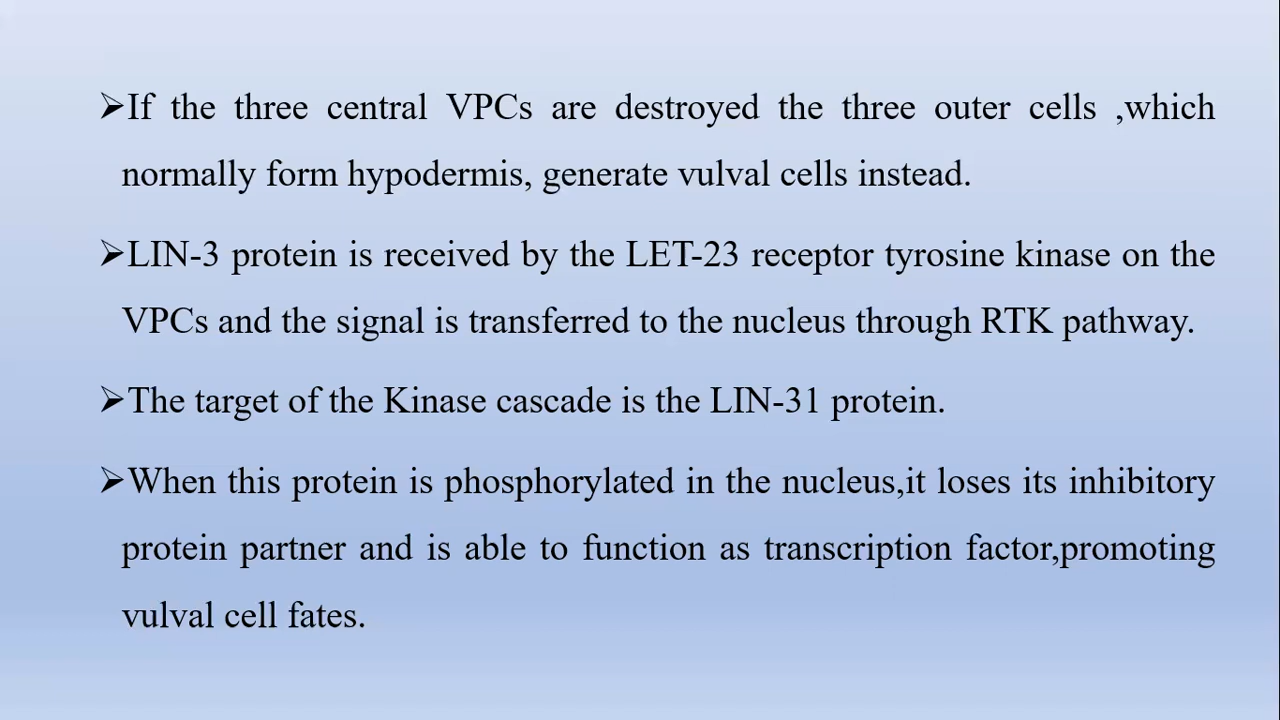 ➢If the three central VPCs are destroyed the three outer cells ,which
normally form hypodermis, generate vulval cells instead.
➢LIN-3 protein is received by the LET-23 receptor tyrosine kinase on the
VPCs and the signal is transferred to the nucleus through RTK pathway.
➢The target of the Kinase cascade is the LIN-31 protein.
➢When this protein is phosphorylated in the nucleus,it loses its inhibitory
protein partner and is able to function as transcription factor,promoting
vulval cell fates.